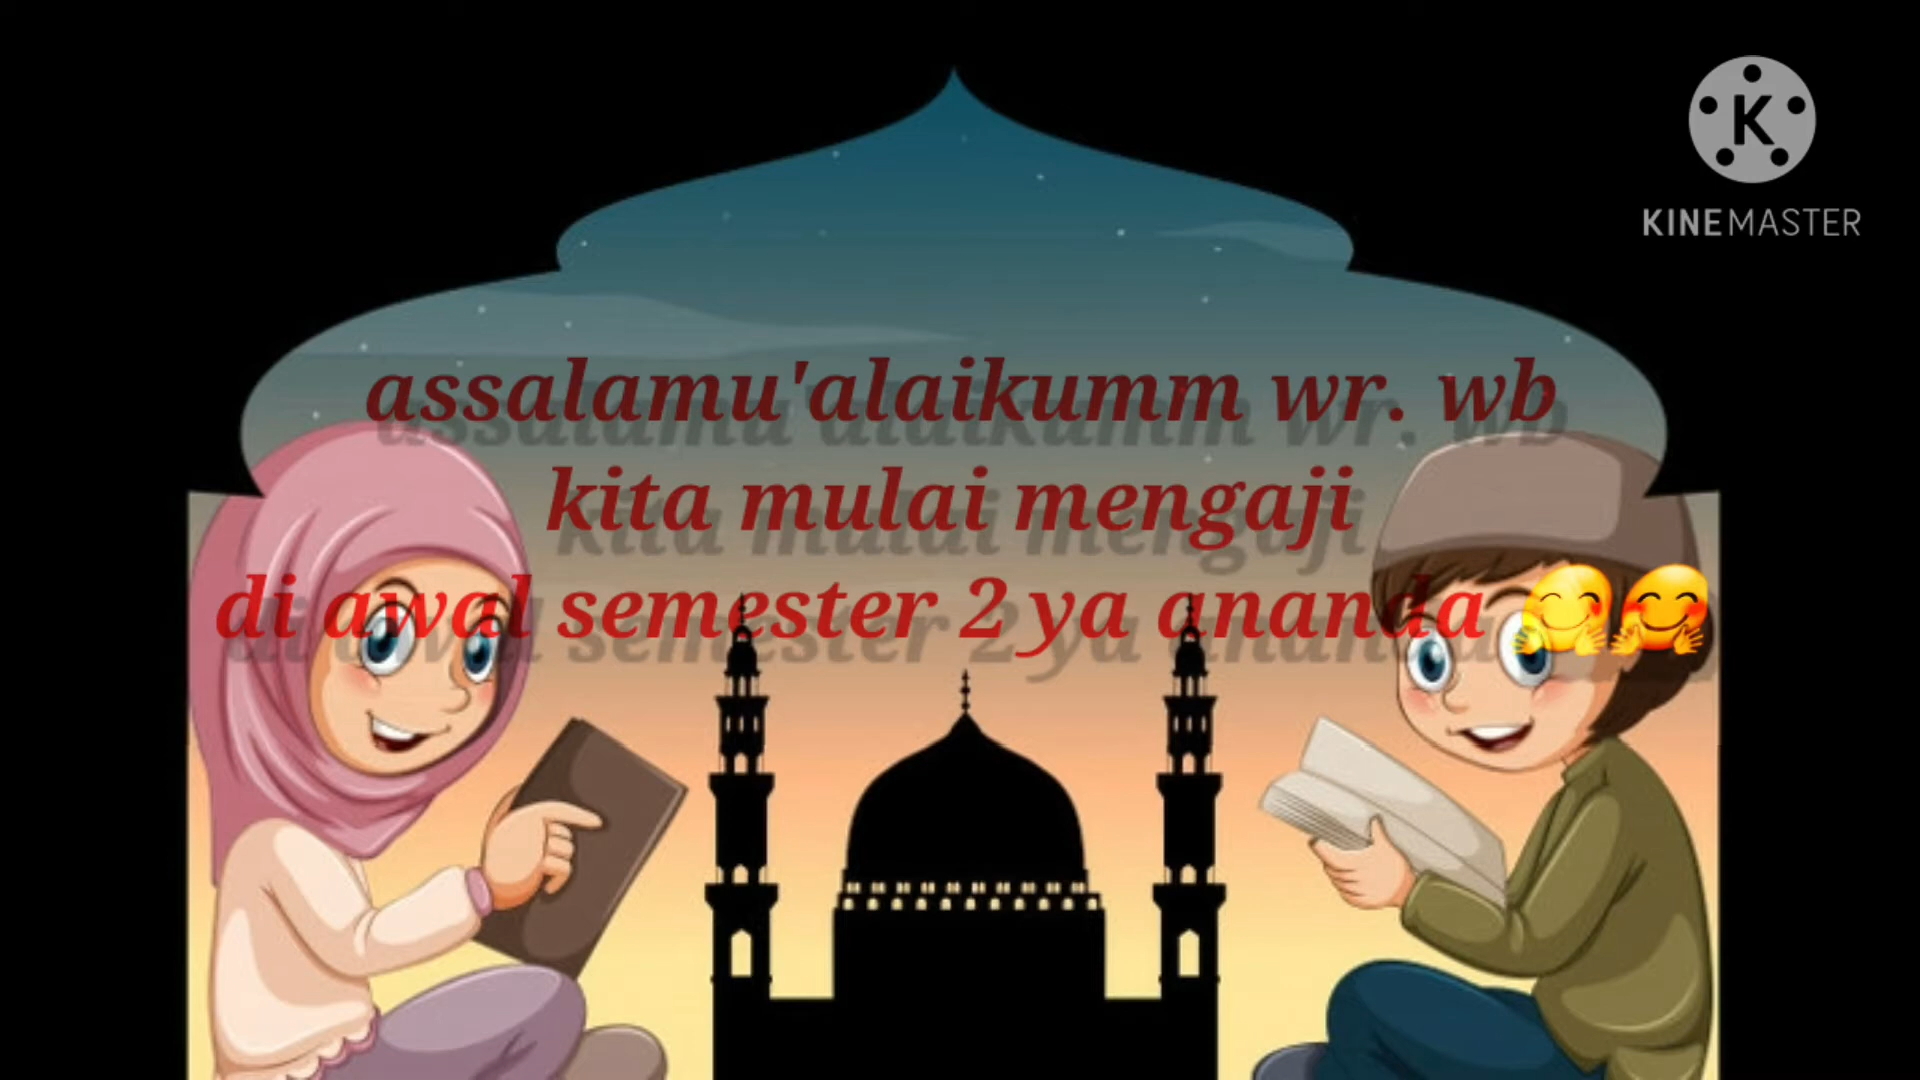 K
KINEMASTER
assalamu'alaikumm wr. wb
kita mulai mengaji
di awal semester 2 ya ananda 🤗🤗